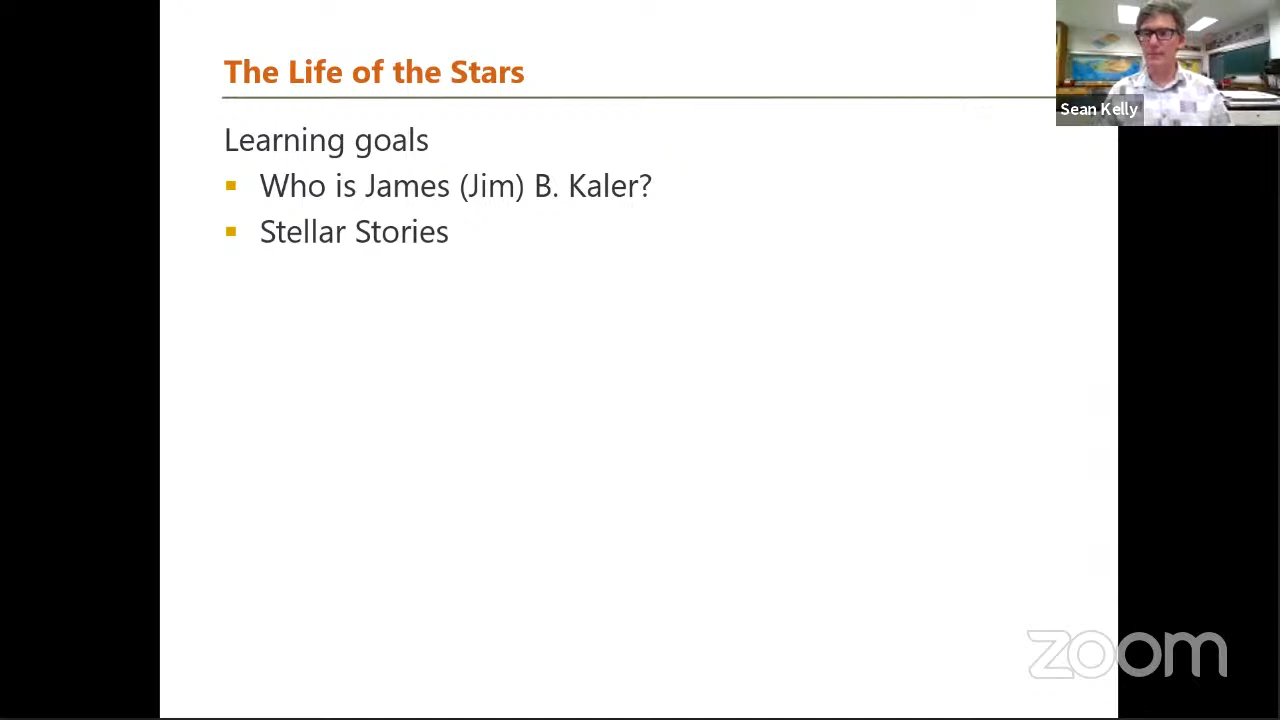 The Life of the Stars
Sean Kelly
Learning goals
▪ Who is James (Jim) B. Kaler?
▪ Stellar Stories
zoom